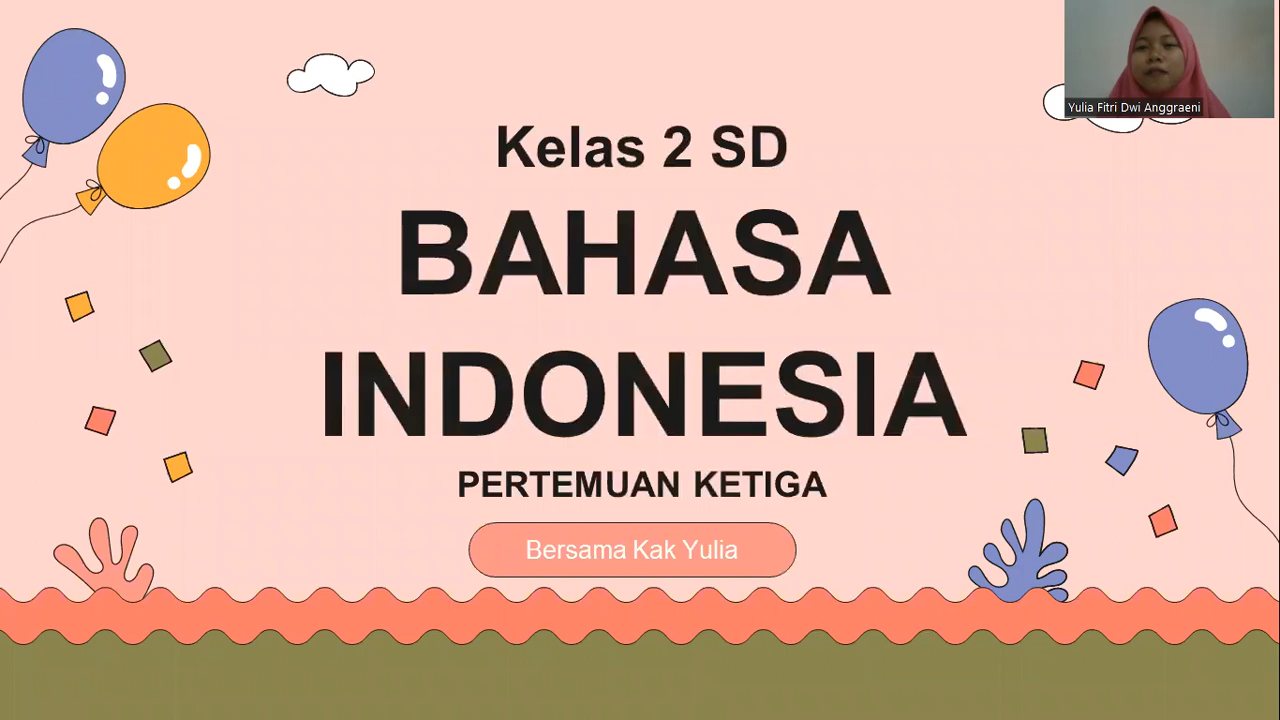 Yulia Fitri Dwi Anggraeni
Kelas 2 SD
BAHASA
INDONESIA
PERTEMUAN KETIGA
Bersama Kak Yulia